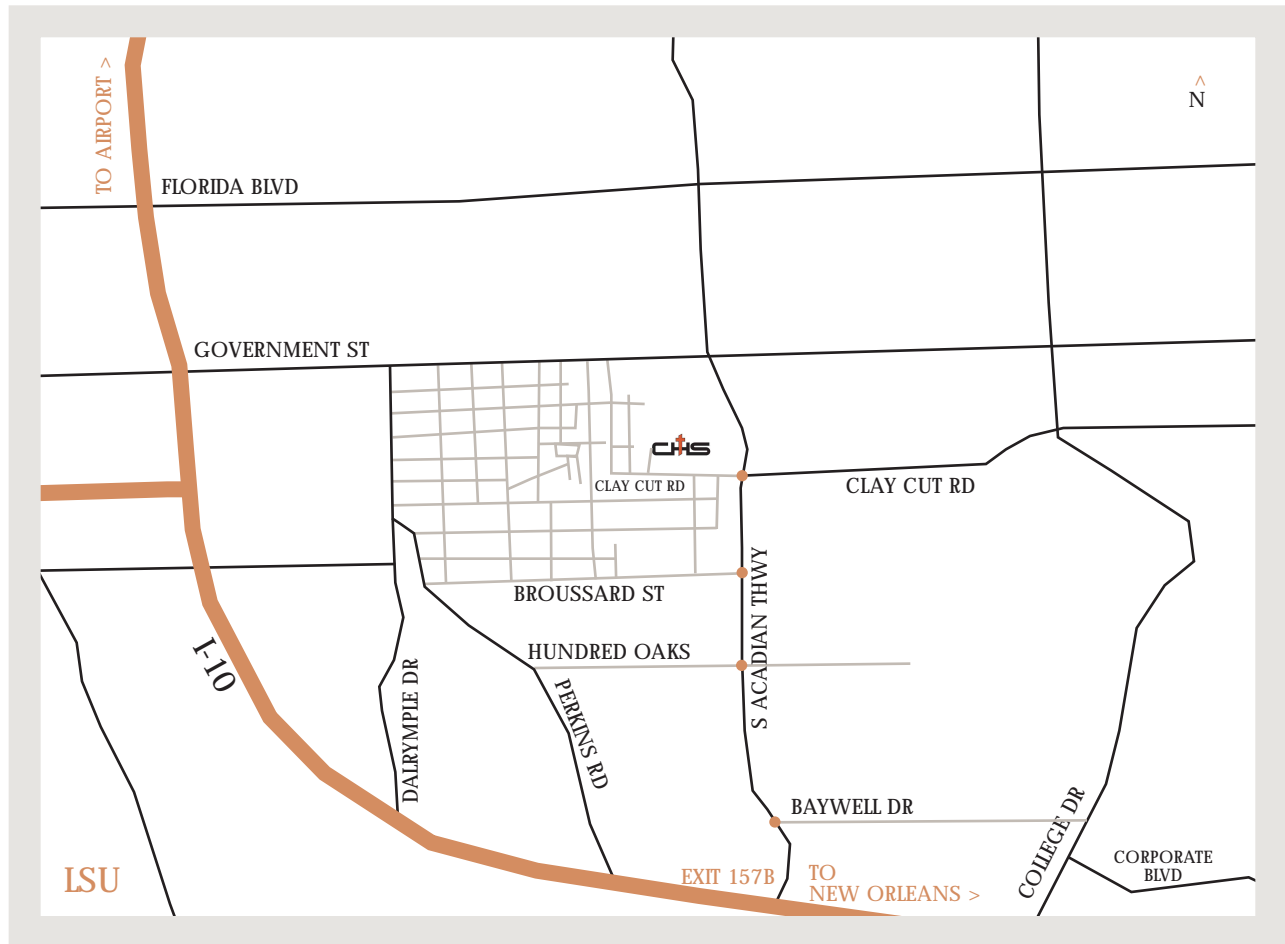 TO AIRPORT >
^
N
FLORIDA BLVD
GOVERNMENT ST
CHS
CLAY CUT RD
CLAY CUT RD
BROUSSARD ST
S ACADIAN THWY
HUNDRED OAKS
I-10
DALRYMPLE DR
PERKINS RD
BAYWELL DR
COLLEGE DR
CORPORATE
BLVD
LSU
EXIT 157B
TO
NEW ORLEANS >